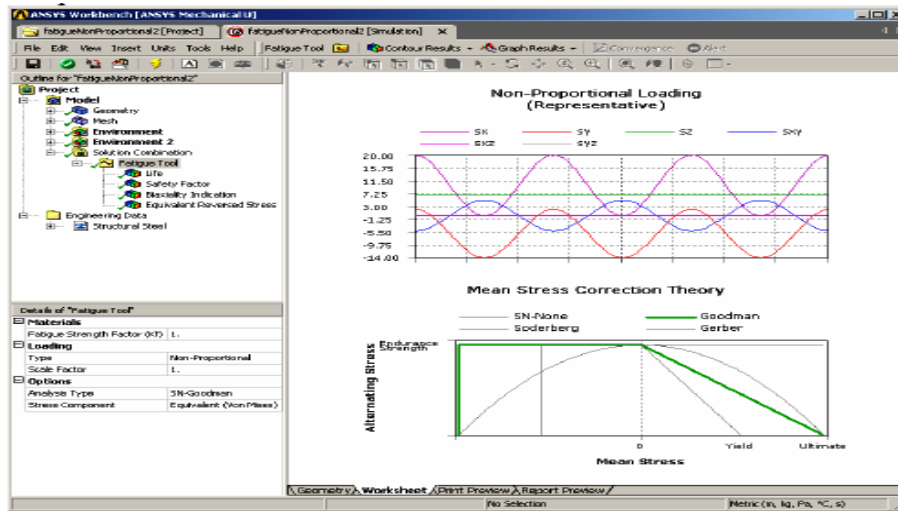 ANSYS Workbench [ANSYS Mechanical U]
fatigueNonProportional2 [Project]
fatigueNonProportional2 [Simulation]
File Edit View Insert Units Tools Help
Fatigue Tool
Contour Results
Graph Results
Convergence
Alert
Outline for "fatigueNonProportional2"
Project
Model
Geometry
Mesh
Environment
Environment 2
Solution Combination
Fatigue Tool
Life
Safety Factor
Biaxiality Indication
Equivalent Reversed Stress
Engineering Data
Structural Steel
Details of "Fatigue Tool"
Materials
Fatigue Strength Factor (Kf) 1.
Loading
Type Non-Proportional
Scale Factor 1.
Options
Analysis Type SN-Goodman
Stress Component Equivalent (Von Mises)
Non-Proportional Loading
(Representative)
SX SY SZ SXY
SXZ SYZ
20.00
15.75
11.50
7.25
3.00
-1.25
-5.50
-9.75
-14.00
Mean Stress Correction Theory
SN-None Goodman
Soderberg Gerber
Endurance
Strength
Alternating Stress
0 Yield Ultimate
Mean Stress
Geometry Worksheet Print Preview Report Preview
No Selection
Metric (m, kg, Pa, °C, s)